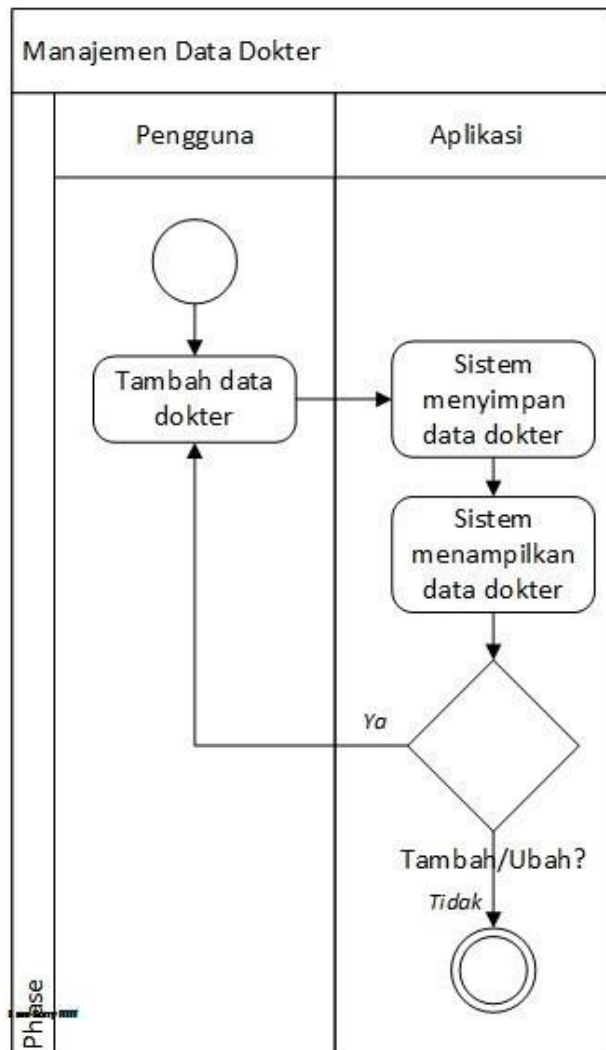 Manajemen Data Dokter
Pengguna
Aplikasi
Tambah data
dokter
Sistem
menyimpan
data dokter
Sistem
menampilkan
data dokter
Ya
Tambah/Ubah?
Tidak
Phase